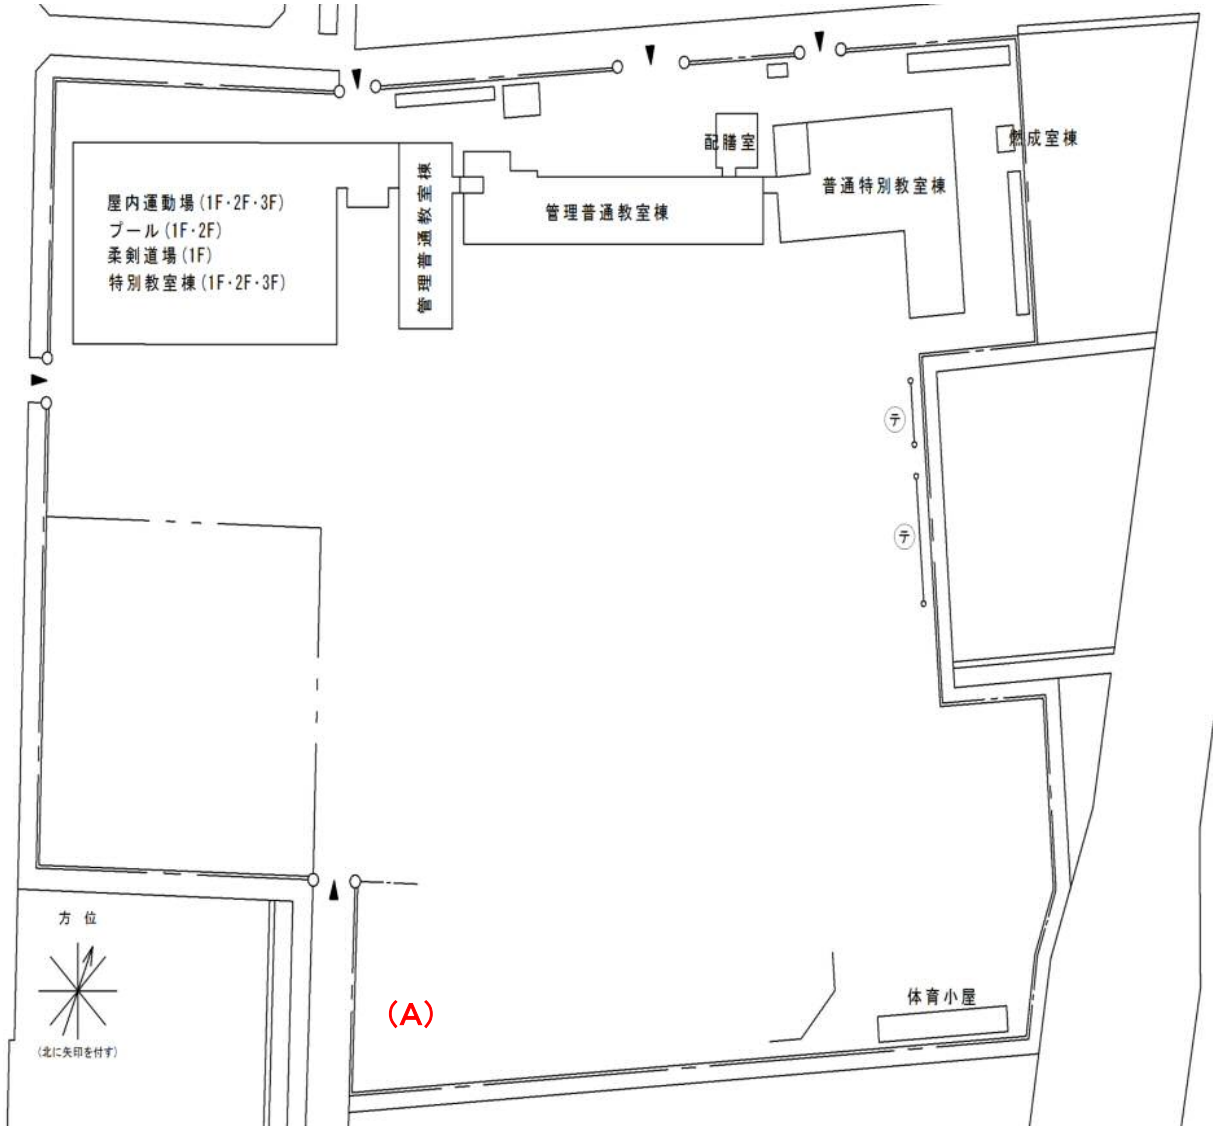 配膳室
燃成室棟
屋内運動場(1F·2F·3F)
プール(1F·2F)
柔剣道場(1F)
特別教室棟(1F·2F·3F)
管理普通教室棟
管理普通教室棟
普通特別教室棟
テ
テ
方 位
(北に矢印を付す)
(A)
体育小屋